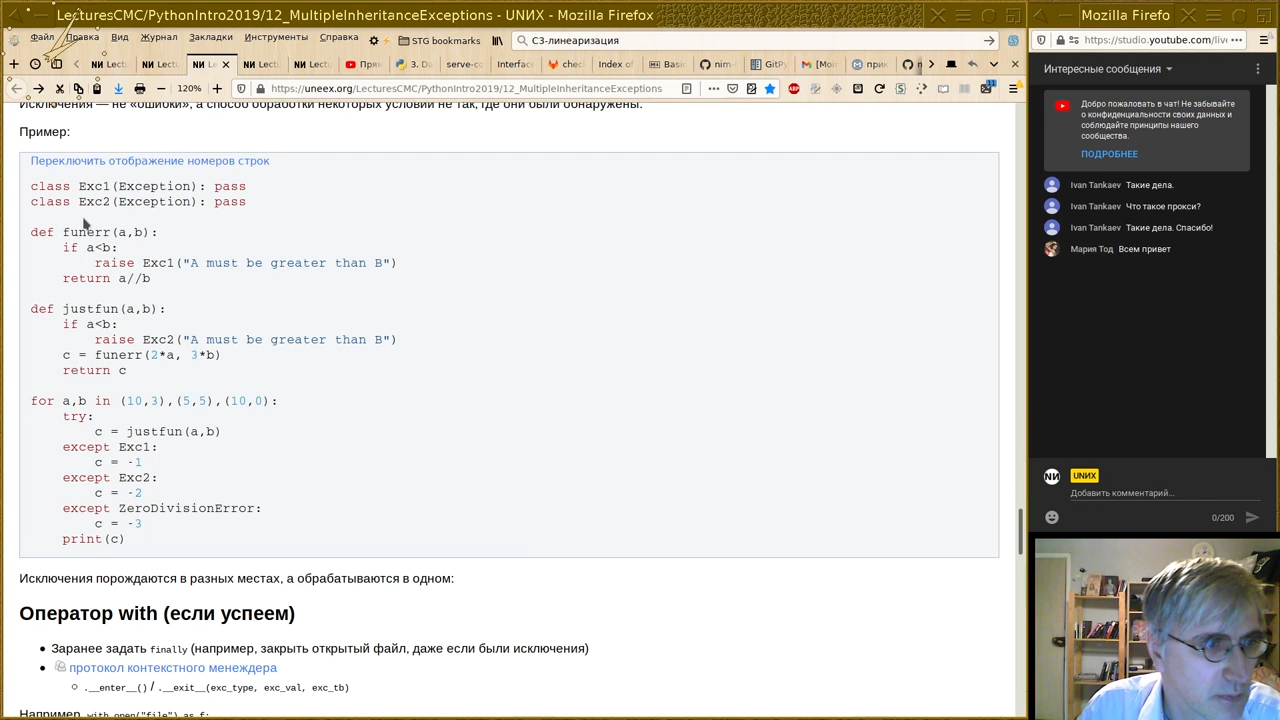 LecturesCMC/PythonIntro2019/12_MultipleInheritanceExceptions - UNИX - Mozilla Firefox
Файл Правка Вид Журнал Закладки Инструменты Справка
STG bookmarks
C3-линеаризация
120%
https://uneex.org/LecturesCMC/PythonIntro2019/12_MultipleInheritanceExceptions
Исключения — не «ошибки», а способ обработки некоторых условий не так, где они были обнаружены.
Пример:
Переключить отображение номеров строк
class Exc1(Exception): pass
class Exc2(Exception): pass
def funerr(a,b):
if a<b:
raise Exc1("A must be greater than B")
return a//b
def justfun(a,b):
if a<b:
raise Exc2("A must be greater than B")
c = funerr(2*a, 3*b)
return c
for a,b in (10,3),(5,5),(10,0):
try:
c = justfun(a,b)
except Exc1:
c = -1
except Exc2:
c = -2
except ZeroDivisionError:
c = -3
print(c)
Исключения порождаются в разных местах, а обрабатываются в одном:
Оператор with (если успеем)
Заранее задать finally (например, закрыть открытый файл, даже если были исключения)
протокол контекстного менеждера
.__enter__() / .__exit__(exc_type, exc_val, exc_tb)
Например, with open("file") as f:
Mozilla Firefo
https://studio.youtube.com/live
Интересные сообщения
Добро пожаловать в чат! Не забывайте
о конфиденциальности своих данных и
соблюдайте принципы нашего
сообщества.
ПОДРОБНЕЕ
Ivan Tankaev Такие дела.
Ivan Tankaev Что такое прокси?
Ivan Tankaev Такие дела. Спасибо!
Мария Тод Всем привет
UNИX
Добавить комментарий...
0/200